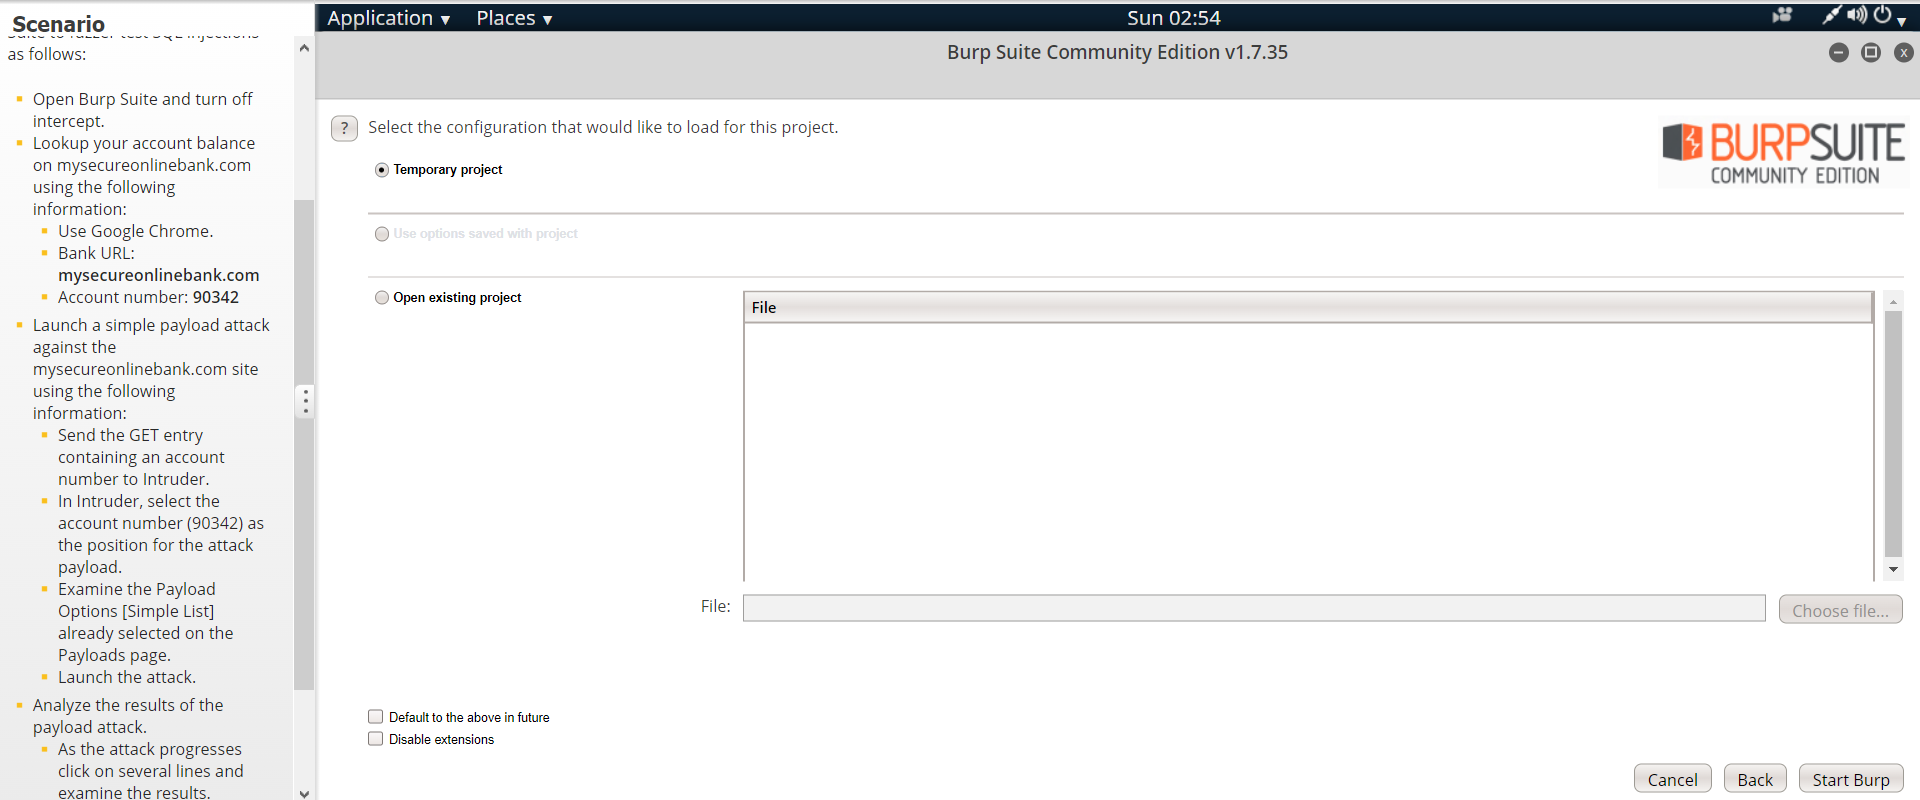 Scenario
as follows:
Open Burp Suite and turn off
intercept.
Lookup your account balance
on mysecureonlinebank.com
using the following
information:
Use Google Chrome.
Bank URL:
mysecureonlinebank.com
Account number: 90342
Launch a simple payload attack
against the
mysecureonlinebank.com site
using the following
information:
Send the GET entry
containing an account
number to Intruder.
In Intruder, select the
account number (90342) as
the position for the attack
payload.
Examine the Payload
Options [Simple List]
already selected on the
Payloads page.
Launch the attack.
Analyze the results of the
payload attack.
As the attack progresses
click on several lines and
examine the results.
Application ▾ Places ▾ Sun 02:54
Burp Suite Community Edition v1.7.35
? Select the configuration that would like to load for this project.
BURPSUITE
COMMUNITY EDITION
Temporary project
Use options saved with project
Open existing project
File
File: Choose file...
Default to the above in future
Disable extensions
Cancel Back Start Burp